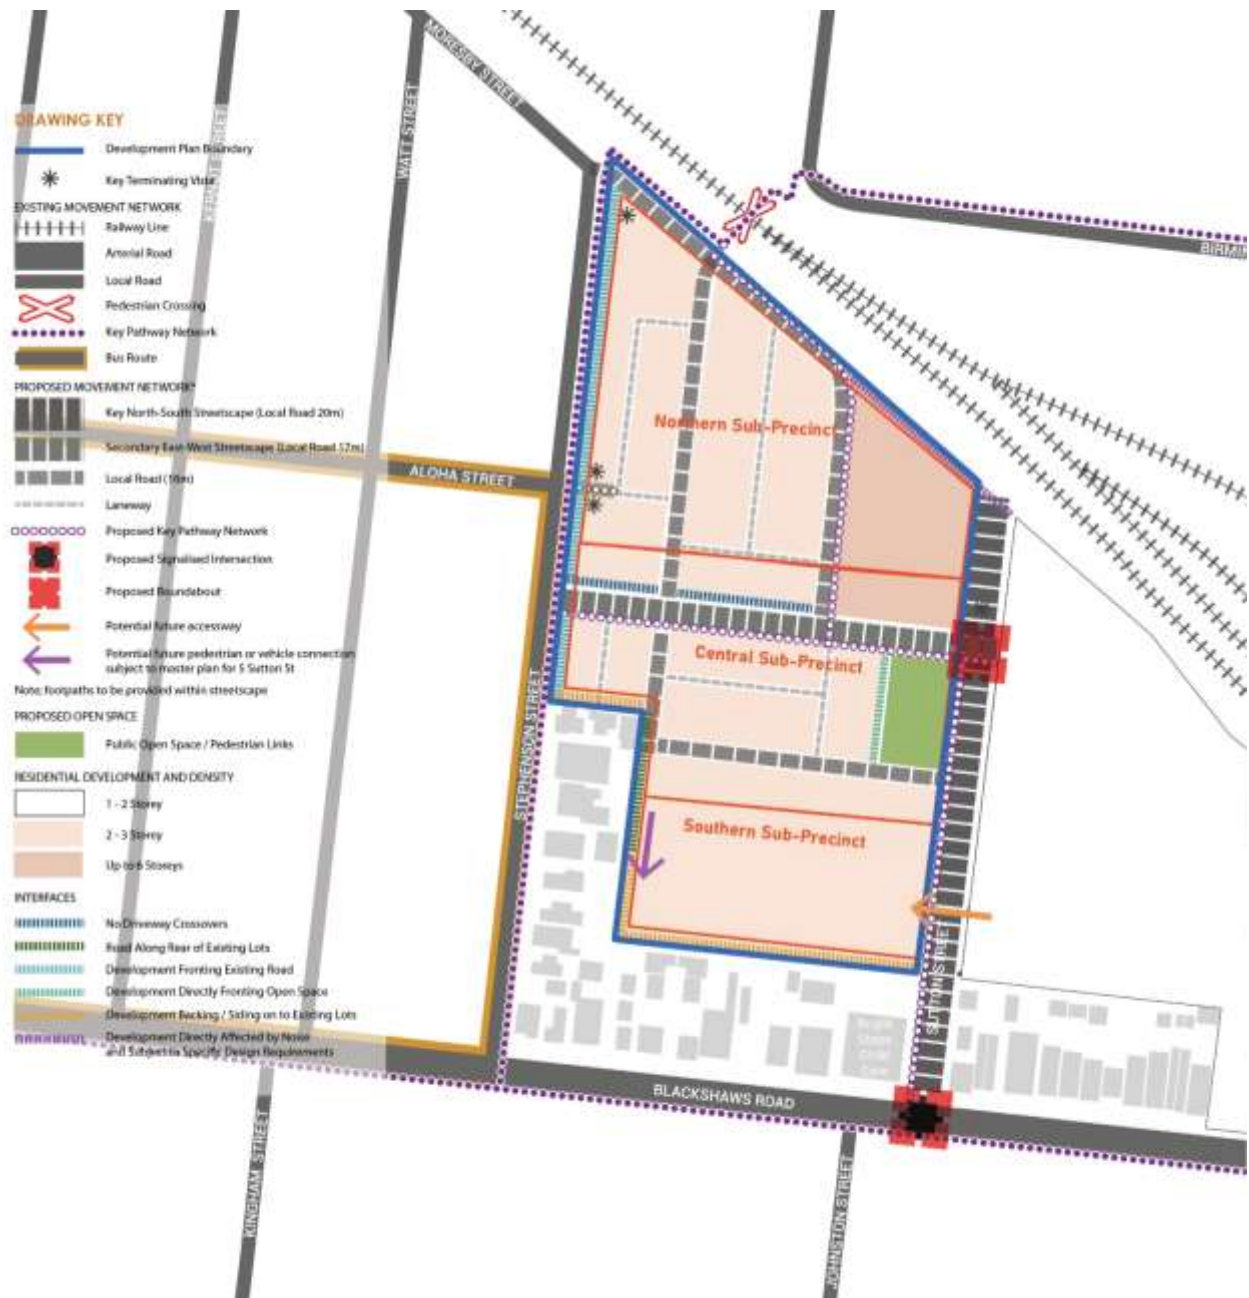 MORESBY STREET
WATT STREET
DRAWING KEY
Development Plan Boundary
Key Terminating Vista
EXISTING MOVEMENT NETWORK
Railway Line
Arterial Road
Local Road
Pedestrian Crossing
Key Pathway Network
Bus Route
PROPOSED MOVEMENT NETWORK*
Key North-South Streetscape (Local Road 20m)
Secondary East-West Streetscape (Local Road 17m)
Local Road (16m)
Laneway
Proposed Key Pathway Network
Proposed Signalised Intersection
Proposed Roundabout
Potential future accessway
Potential future pedestrian or vehicle connection
subject to master plan for 5 Sutton St
Note: footpaths to be provided within streetscape
PROPOSED OPEN SPACE
Public Open Space / Pedestrian Links
RESIDENTIAL DEVELOPMENT AND DENSITY
1 - 2 Storey
2 - 3 Storey
Up to 6 Storeys
INTERFACES
No Driveway Crossovers
Road Along Rear of Existing Lots
Development Fronting Existing Road
Development Directly Fronting Open Space
Development Backing / Siding on to Existing Lots
Development Directly Affected by Noise
and Subject to Specific Design Requirements
BIRMIN
Northern Sub-Precinct
ALOHA STREET
Central Sub-Precinct
STEPHENSON STREET
Southern Sub-Precinct
SUTTON STREET
BLACKSHAWS ROAD
KINGHAM STREET
JOHNSTON STREET